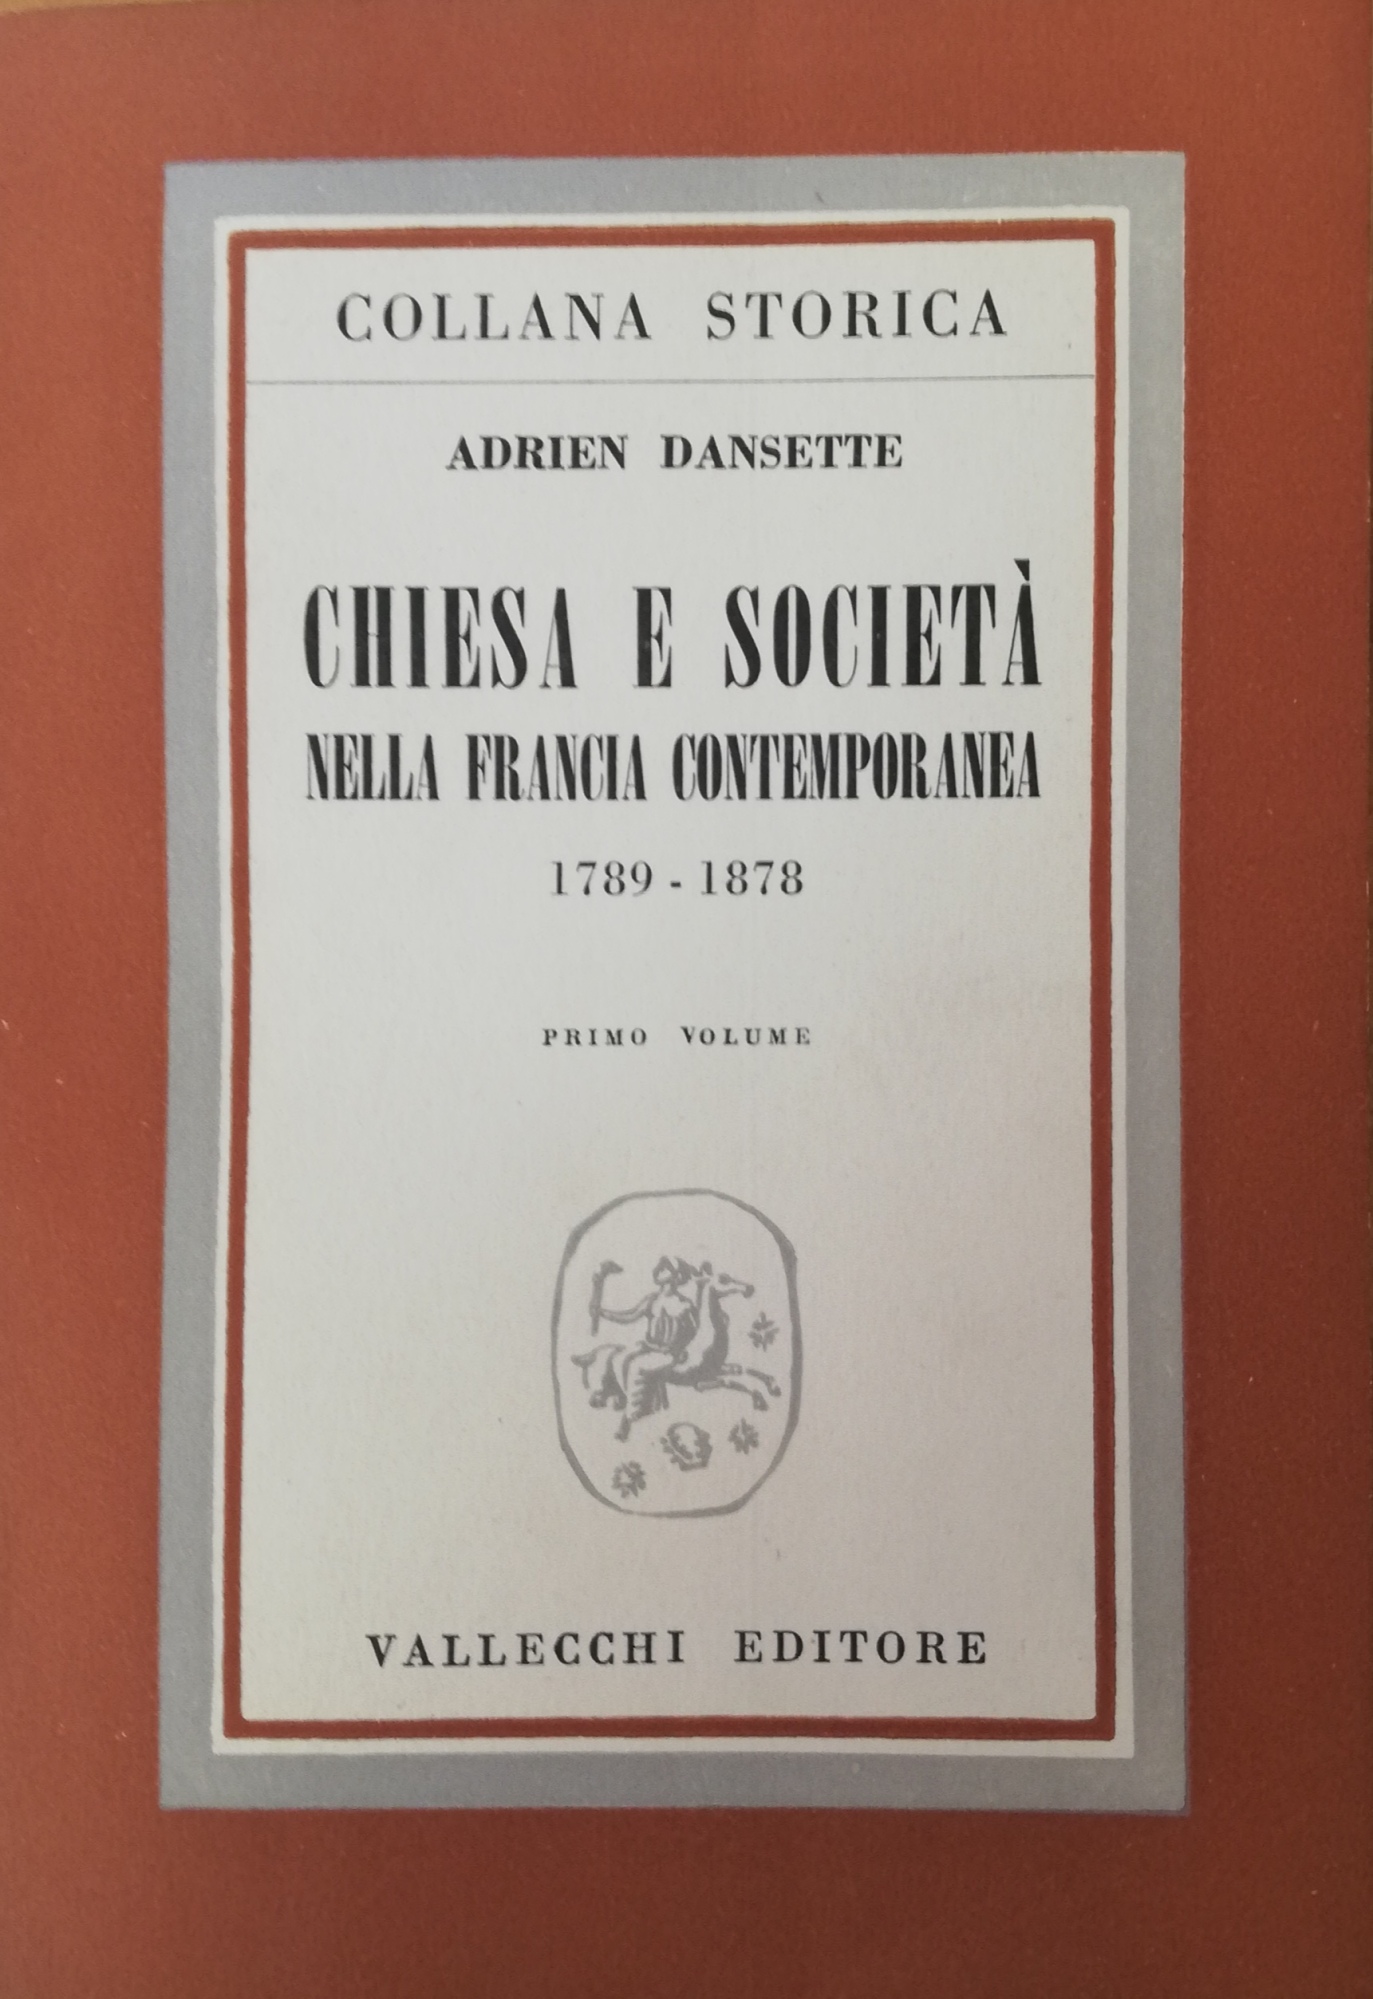 COLLANA STORICA
ADRIEN DANSETTE
CHIESA E SOCIETÀ
NELLA FRANCIA CONTEMPORANEA
1789 - 1878
PRIMO VOLUME
VALLECCHI EDITORE